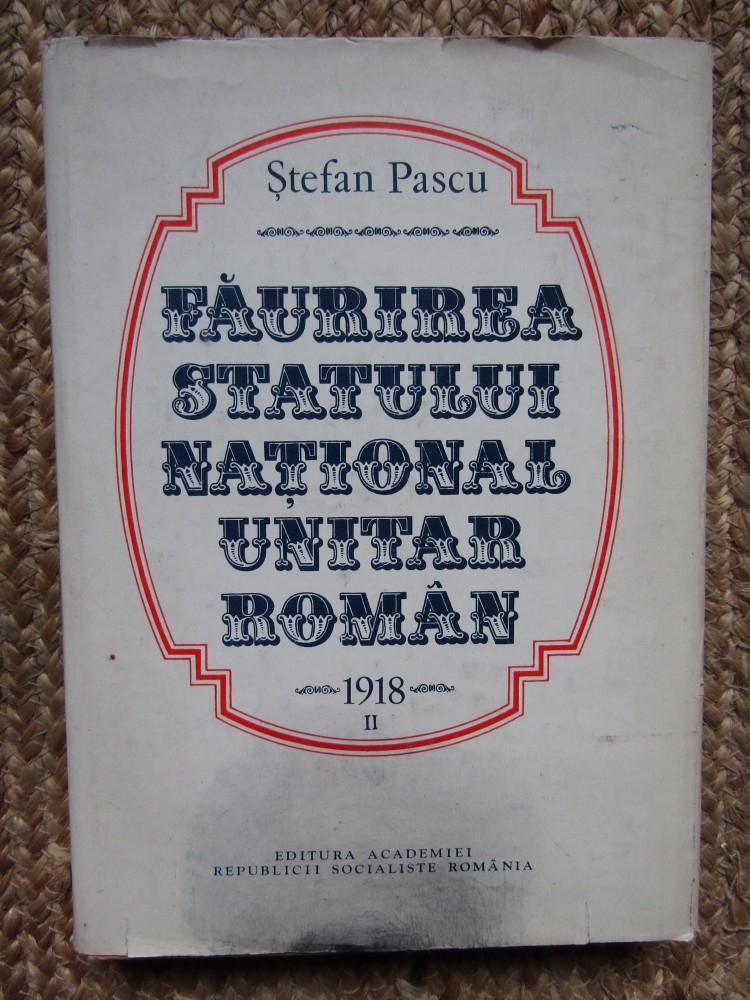 Ștefan Pascu
FĂURIREA
STATULUI
NAȚIONAL
UNITAR
ROMÂN
1918
II
EDITURA ACADEMIEI
REPUBLICII SOCIALISTE ROMÂNIA